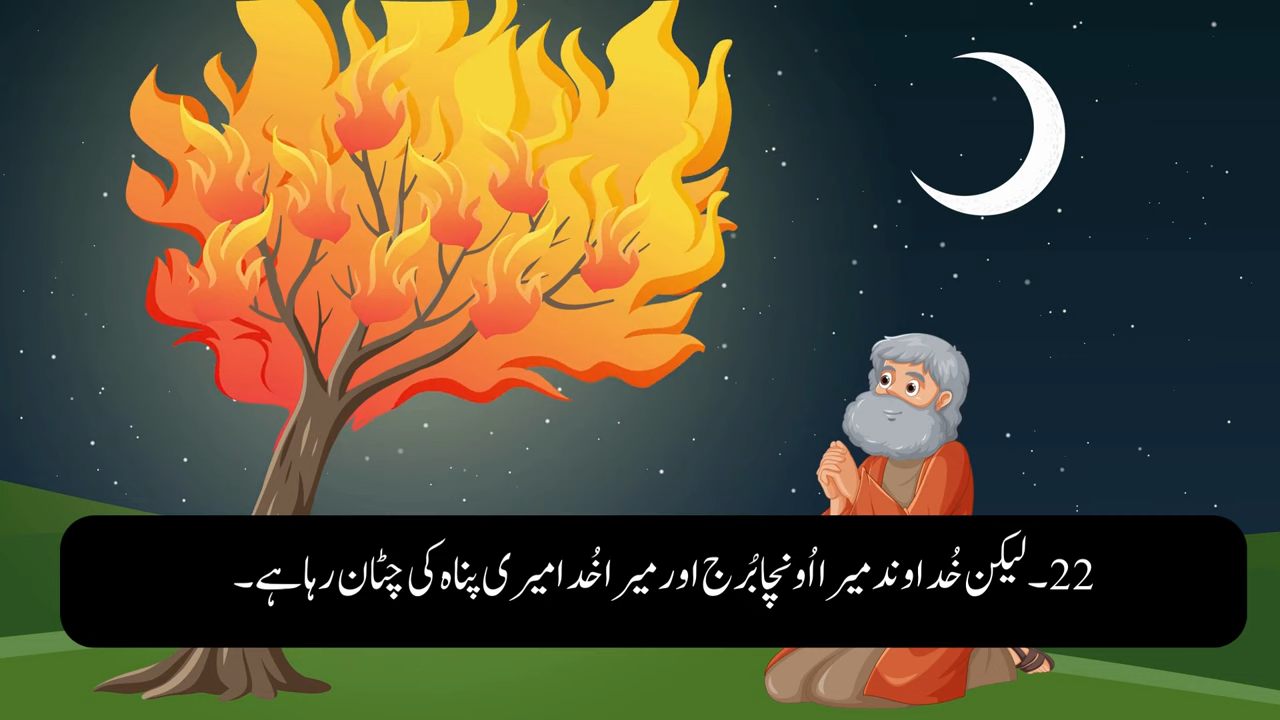 22۔لیکن خُداوند میرا اُونچا بُرج اور میرا خُدا میری پناہ کی چٹان رہا ہے۔